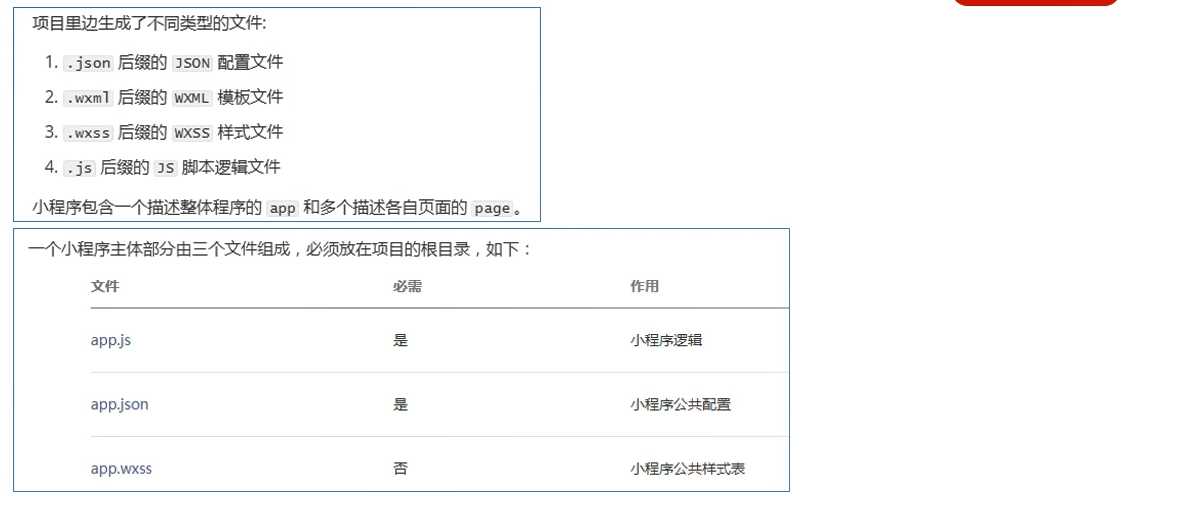 项目里边生成了不同类型的文件:
1. .json 后缀的 JSON 配置文件
2. .wxml 后缀的 WXML 模板文件
3. .wxss 后缀的 WXSS 样式文件
4. .js 后缀的 JS 脚本逻辑文件
小程序包含一个描述整体程序的 app 和多个描述各自页面的 page 。
一个小程序主体部分由三个文件组成，必须放在项目的根目录，如下：
文件 必需 作用
app.js 是 小程序逻辑
app.json 是 小程序公共配置
app.wxss 否 小程序公共样式表